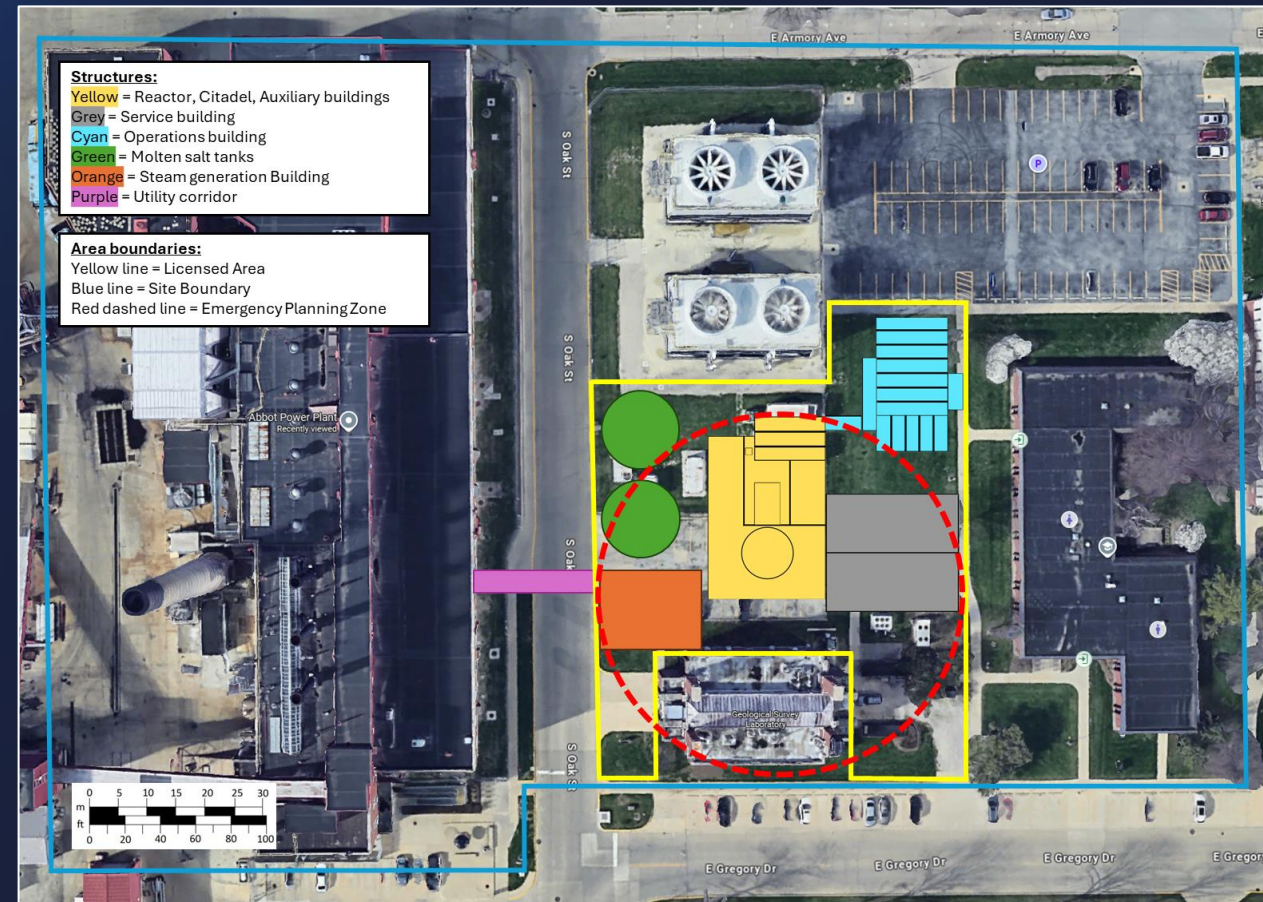 E Armory Ave
E Armory Ave
Structures:
Yellow = Reactor, Citadel, Auxiliary buildings
Grey = Service building
Cyan = Operations building
Green = Molten salt tanks
Orange = Steam generation Building
Purple = Utility corridor
Area boundaries:
Yellow line = Licensed Area
Blue line = Site Boundary
Red dashed line = Emergency Planning Zone
S Oak St
P
S Oak St
Abbot Power Plant
Recently viewed
S Oak
Geological Survey
Laboratory
S Oak St
0 5 10 15 20 25 30
m
ft
0 20 40 60 80 100
E Gregory Dr
E Gregory Dr
E Gregory Dr
E Gregor